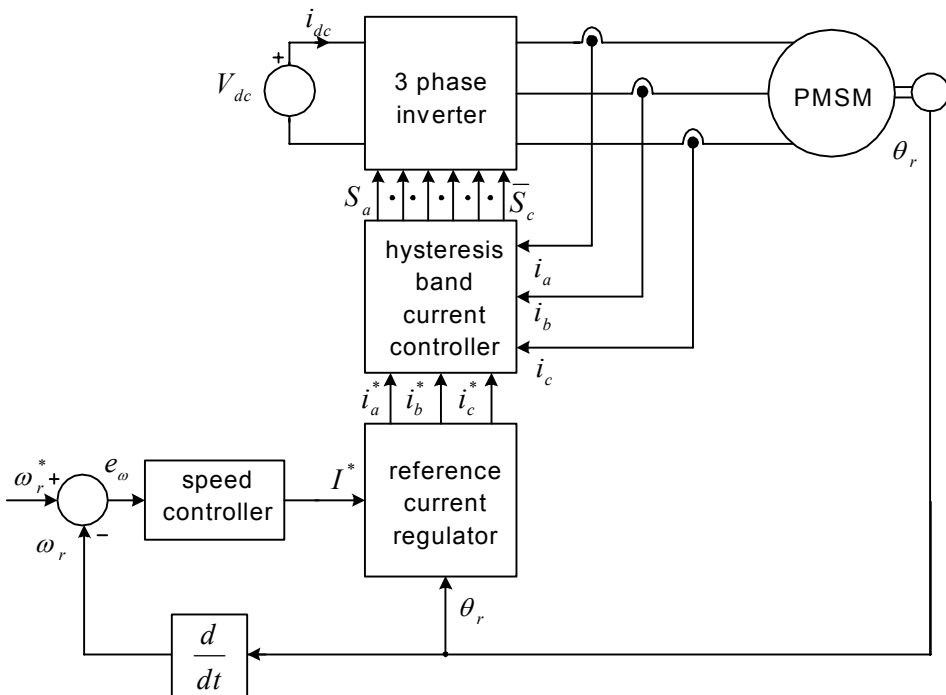 i_dc
+
V_dc
3 phase
inverter
PMSM
θ_r
S_a
S̅_c
hysteresis
band
current
controller
i_a
i_b
i_c
i_a^*
i_b^*
i_c^*
ω_r^*
+
e_ω
speed
controller
I^*
reference
current
regulator
−
ω_r
θ_r
d
dt